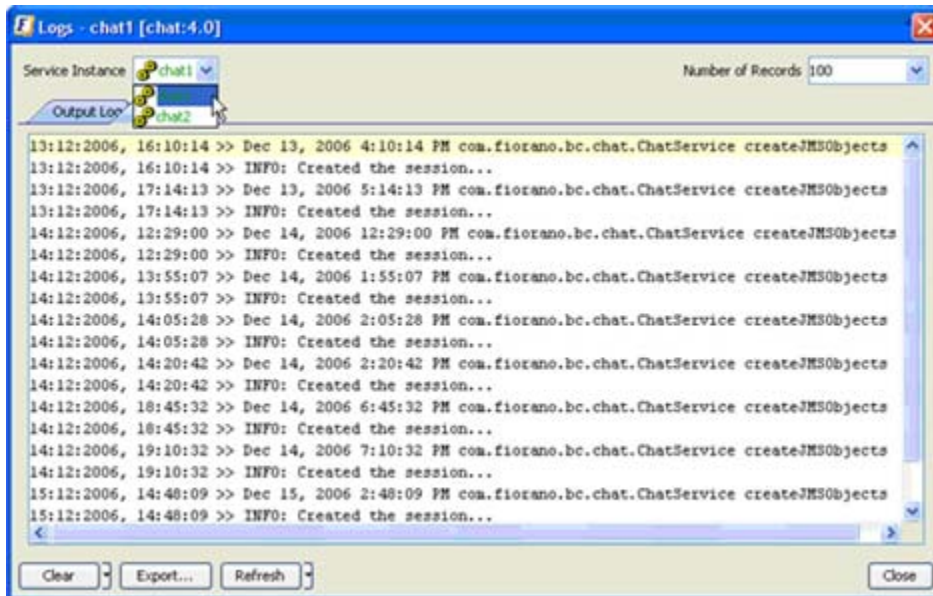 Logs - chat1 [chat:4.0]
Service Instance chat1 Number of Records 100
chat2
Output Log
13:12:2006, 16:10:14 >> Dec 13, 2006 4:10:14 PM com.fiorano.bc.chat.ChatService createJMSObjects
13:12:2006, 16:10:14 >> INFO: Created the session...
13:12:2006, 17:14:13 >> Dec 13, 2006 5:14:13 PM com.fiorano.bc.chat.ChatService createJMSObjects
13:12:2006, 17:14:13 >> INFO: Created the session...
14:12:2006, 12:29:00 >> Dec 14, 2006 12:29:00 PM com.fiorano.bc.chat.ChatService createJMSObjects
14:12:2006, 12:29:00 >> INFO: Created the session...
14:12:2006, 13:55:07 >> Dec 14, 2006 1:55:07 PM com.fiorano.bc.chat.ChatService createJMSObjects
14:12:2006, 13:55:07 >> INFO: Created the session...
14:12:2006, 14:05:28 >> Dec 14, 2006 2:05:28 PM com.fiorano.bc.chat.ChatService createJMSObjects
14:12:2006, 14:05:28 >> INFO: Created the session...
14:12:2006, 14:20:42 >> Dec 14, 2006 2:20:42 PM com.fiorano.bc.chat.ChatService createJMSObjects
14:12:2006, 14:20:42 >> INFO: Created the session...
14:12:2006, 18:45:32 >> Dec 14, 2006 6:45:32 PM com.fiorano.bc.chat.ChatService createJMSObjects
14:12:2006, 18:45:32 >> INFO: Created the session...
14:12:2006, 19:10:32 >> Dec 14, 2006 7:10:32 PM com.fiorano.bc.chat.ChatService createJMSObjects
14:12:2006, 19:10:32 >> INFO: Created the session...
15:12:2006, 14:48:09 >> Dec 15, 2006 2:48:09 PM com.fiorano.bc.chat.ChatService createJMSObjects
15:12:2006, 14:48:09 >> INFO: Created the session...
Clear Export... Refresh Close